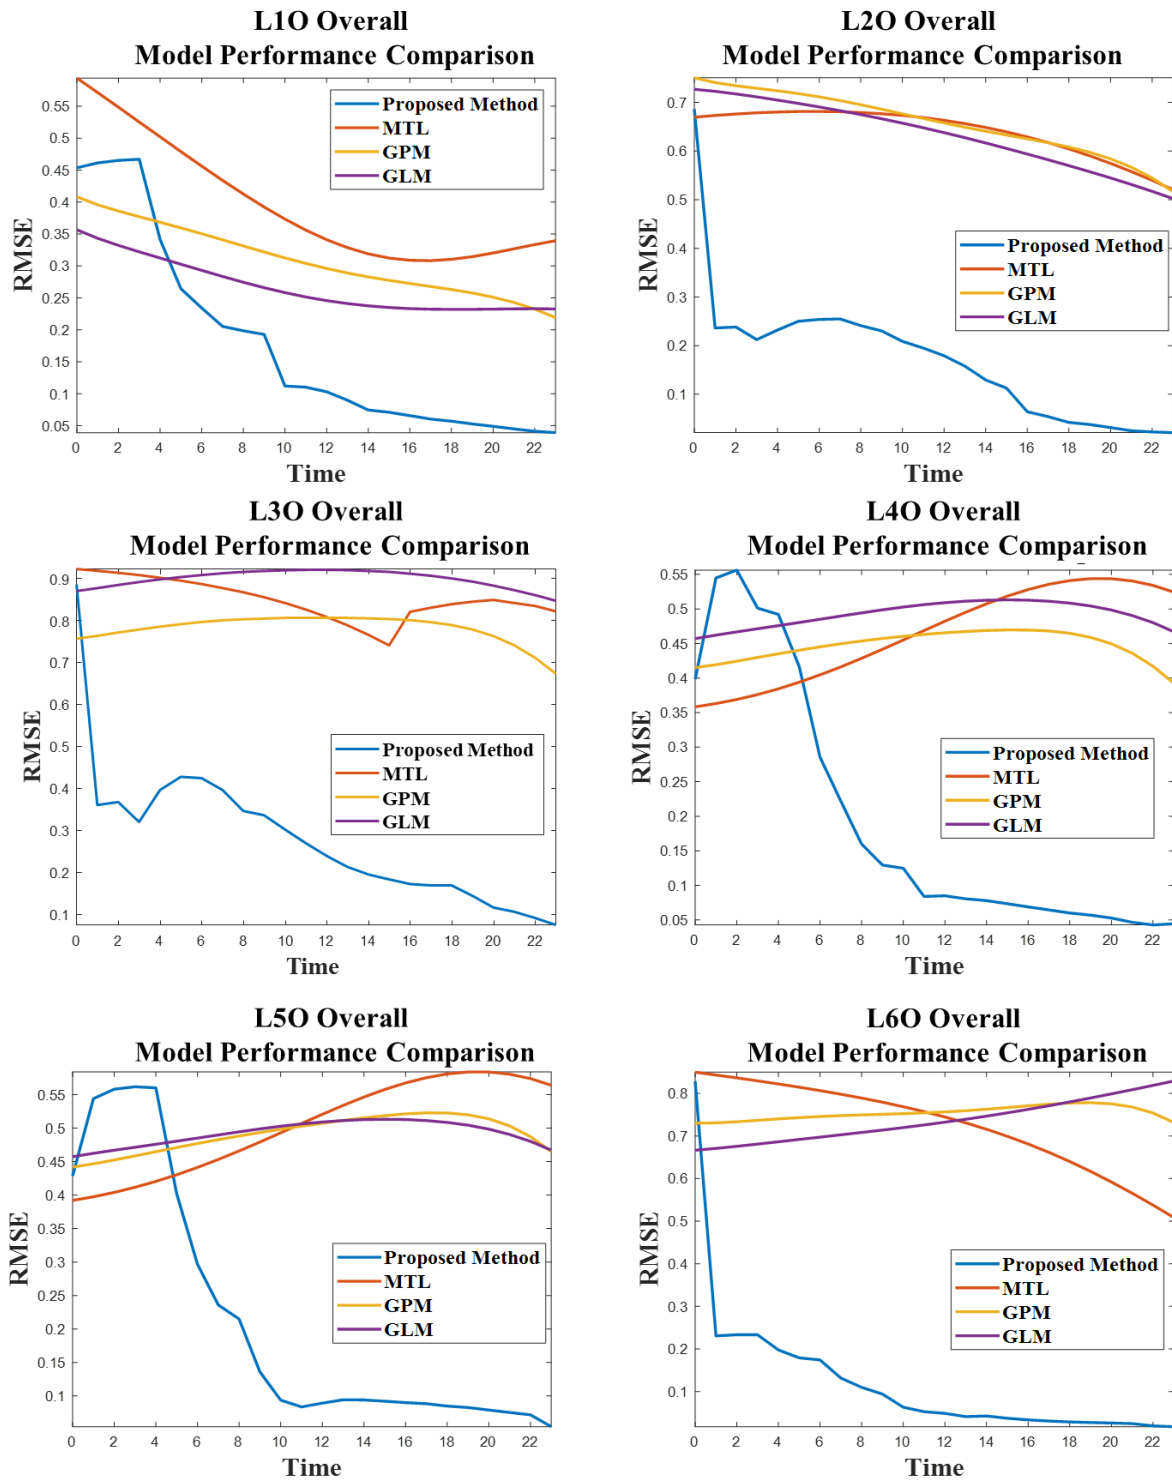 L1O Overall
Model Performance Comparison
0.55
0.5
0.45
0.4
0.35
0.3
0.25
0.2
0.15
0.1
0.05
RMSE
Proposed Method
MTL
GPM
GLM
0 2 4 6 8 10 12 14 16 18 20 22
Time
L2O Overall
Model Performance Comparison
0.7
0.6
0.5
0.4
0.3
0.2
0.1
RMSE
Proposed Method
MTL
GPM
GLM
0 2 4 6 8 10 12 14 16 18 20 22
Time
L3O Overall
Model Performance Comparison
0.9
0.8
0.7
0.9
0.5
0.4
0.3
0.2
0.1
RMSE
Proposed Method
MTL
GPM
GLM
0 2 4 6 8 10 12 14 16 18 20 22
Time
L4O Overall
Model Performance Comparison
0.55
0.5
0.45
0.4
0.35
0.3
0.25
0.2
0.15
0.1
0.05
RMSE
Proposed Method
MTL
GPM
GLM
0 2 4 6 8 10 12 14 16 18 20 22
Time
L5O Overall
Model Performance Comparison
0.55
0.5
0.45
0.4
0.35
0.3
0.25
0.2
0.15
0.1
RMSE
Proposed Method
MTL
GPM
GLM
0 2 4 6 8 10 12 14 16 18 20 22
Time
L6O Overall
Model Performance Comparison
0.8
0.7
0.6
0.5
0.4
0.3
0.2
0.1
RMSE
Proposed Method
MTL
GPM
GLM
0 2 4 6 8 10 12 14 16 18 20 22
Time